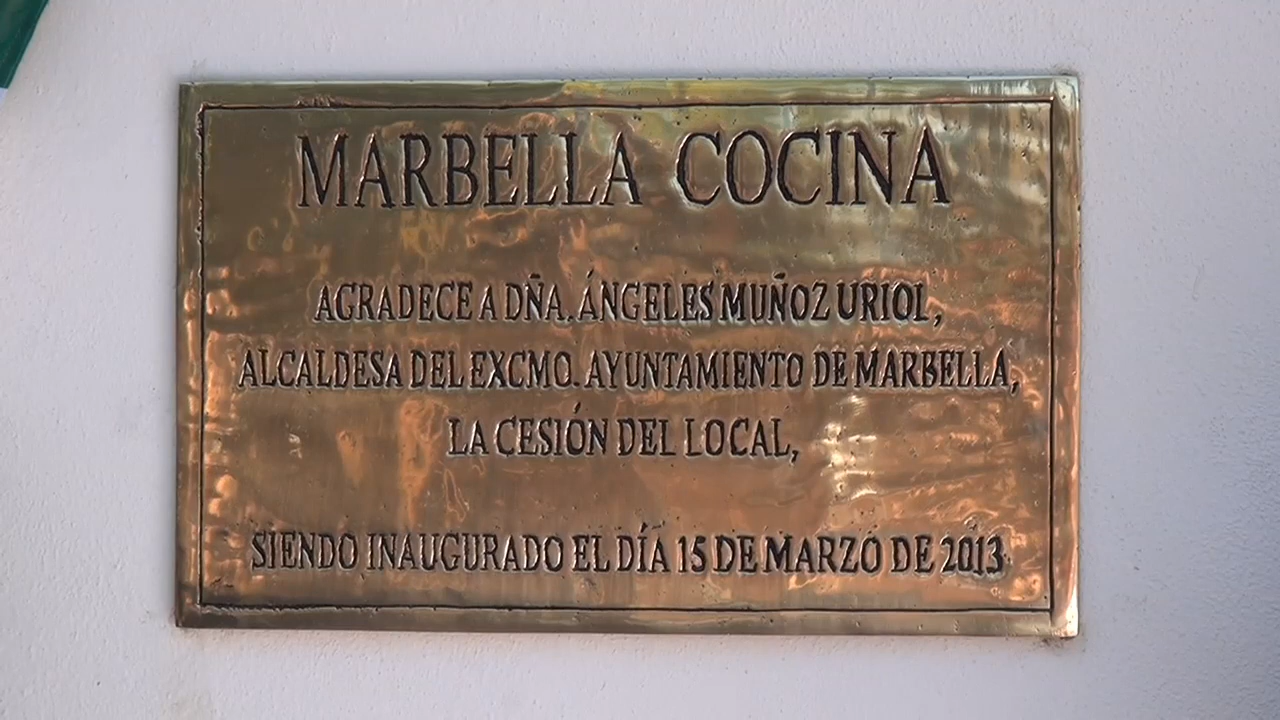 MARBELLA COCINA
AGRADECE A DÑA. ÁNGELES MUÑOZ URIOL,
ALCALDESA DEL EXCMO. AYUNTAMIENTO DE MARBELLA,
LA CESIÓN DEL LOCAL,
SIENDO INAUGURADO EL DÍA 15 DE MARZO DE 2013